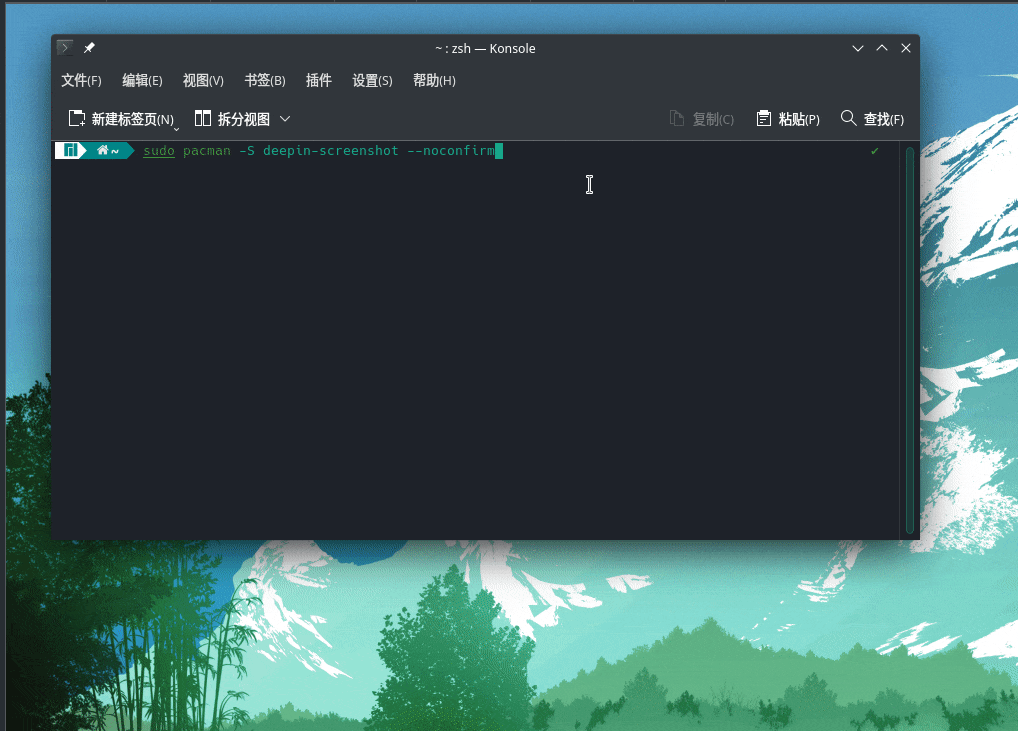 ~ : zsh — Konsole
文件(F) 编辑(E) 视图(V) 书签(B) 插件 设置(S) 帮助(H)
新建标签页(N) 拆分视图 复制(C) 粘贴(P) 查找(F)
~ sudo pacman -S deepin-screenshot --noconfirm ✔